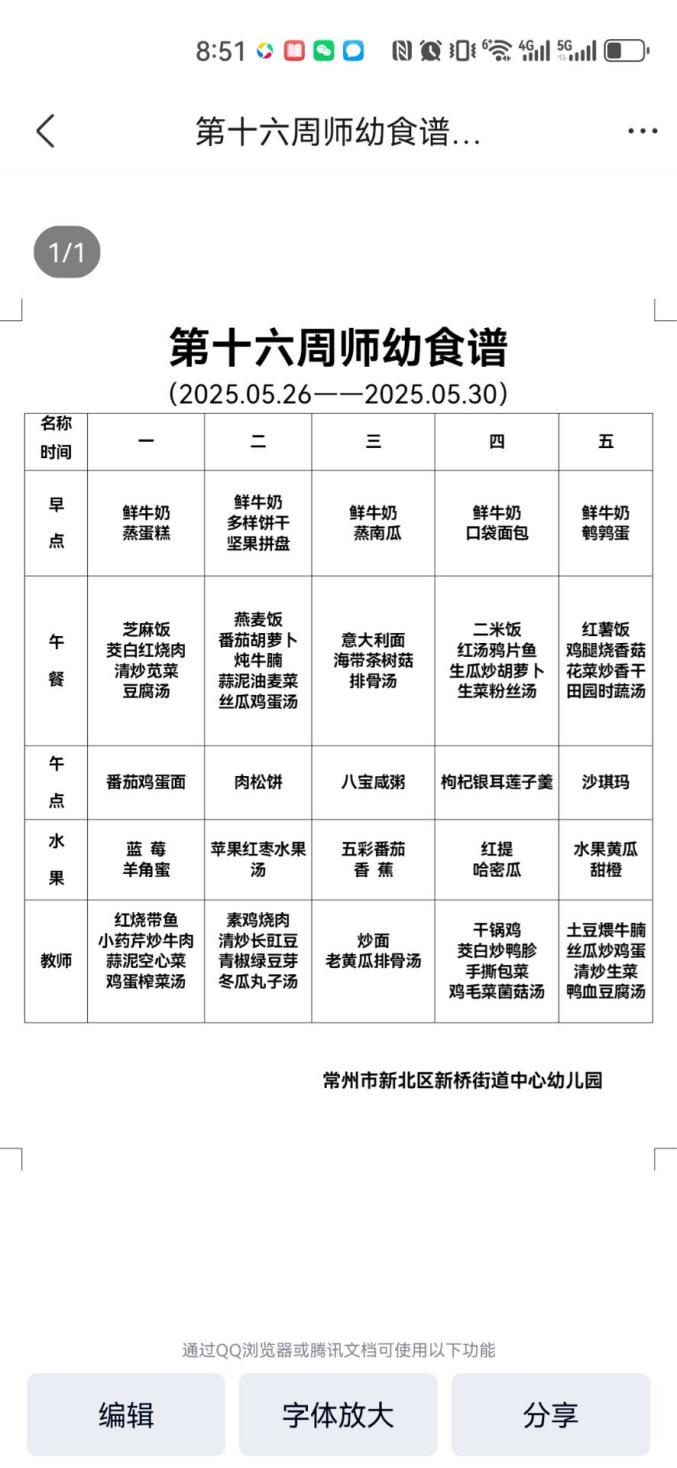 8:51
6+
4G
5G
第十六周师幼食谱...
1/1
第十六周师幼食谱
(2025.05.26——2025.05.30)
名称
时间
一
二
三
四
五
早
点
鲜牛奶
蒸蛋糕
鲜牛奶
多样饼干
坚果拼盘
鲜牛奶
蒸南瓜
鲜牛奶
口袋面包
鲜牛奶
鹌鹑蛋
午
餐
芝麻饭
茭白红烧肉
清炒苋菜
豆腐汤
燕麦饭
番茄胡萝卜
炖牛腩
蒜泥油麦菜
丝瓜鸡蛋汤
意大利面
海带茶树菇
排骨汤
二米饭
红汤鸦片鱼
生瓜炒胡萝卜
生菜粉丝汤
红薯饭
鸡腿烧香菇
花菜炒香干
田园时蔬汤
午
点
番茄鸡蛋面
肉松饼
八宝咸粥
枸杞银耳莲子羹
沙琪玛
水
果
蓝 莓
羊角蜜
苹果红枣水果
汤
五彩番茄
香 蕉
红提
哈密瓜
水果黄瓜
甜橙
教师
红烧带鱼
小药芹炒牛肉
蒜泥空心菜
鸡蛋榨菜汤
素鸡烧肉
清炒长豇豆
青椒绿豆芽
冬瓜丸子汤
炒面
老黄瓜排骨汤
干锅鸡
茭白炒鸭胗
手撕包菜
鸡毛菜菌菇汤
土豆煨牛腩
丝瓜炒鸡蛋
清炒生菜
鸭血豆腐汤
常州市新北区新桥街道中心幼儿园
通过QQ浏览器或腾讯文档可使用以下功能
编辑
字体放大
分享